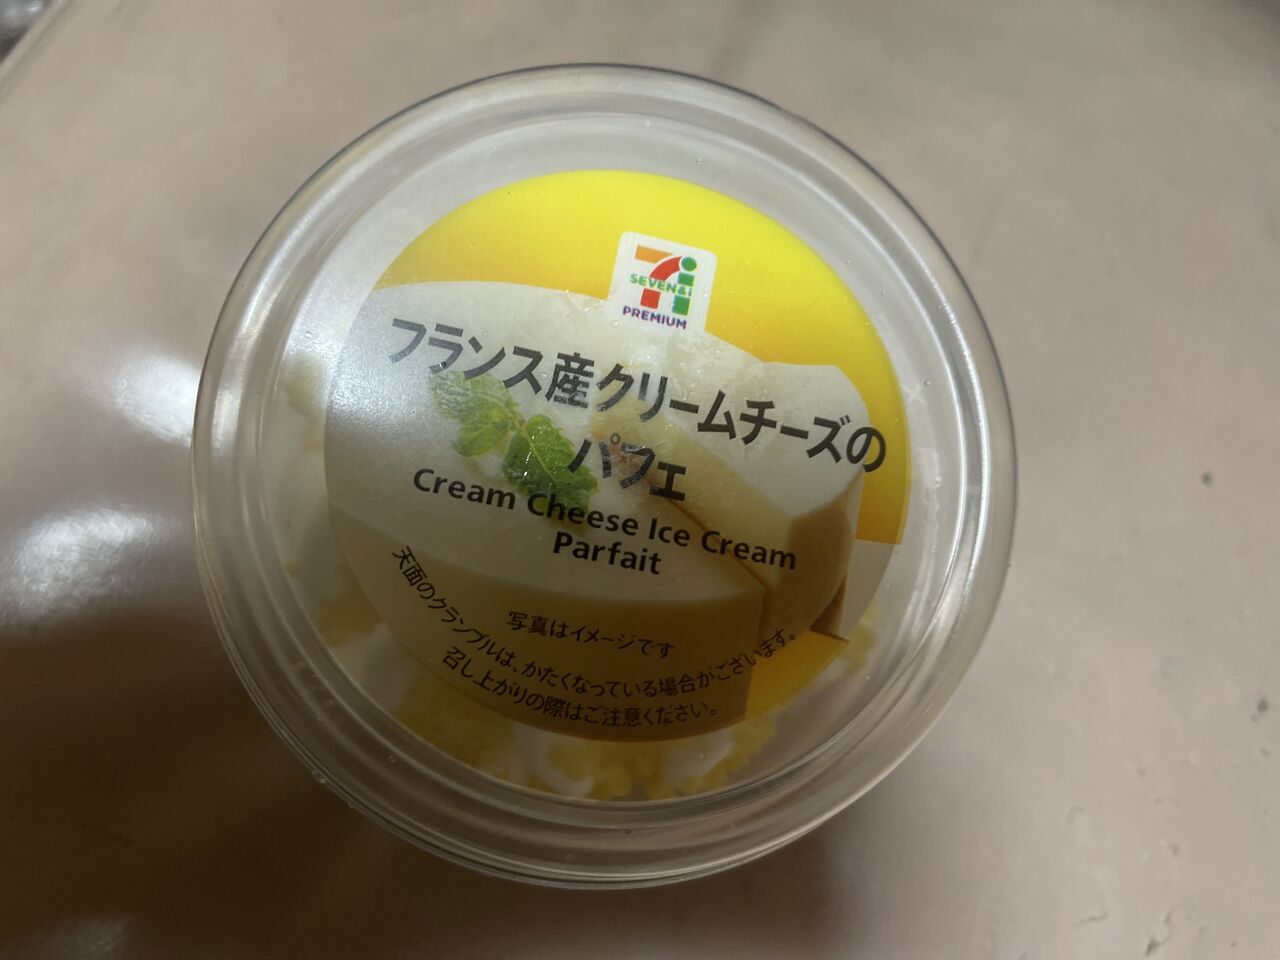 SEVEN&i
PREMIUM
フランス産クリームチーズの
パフェ
Cream Cheese Ice Cream
Parfait
写真はイメージです
天面のクランブルは、かたくなっている場合がございます。
召し上がりの際はご注意ください。